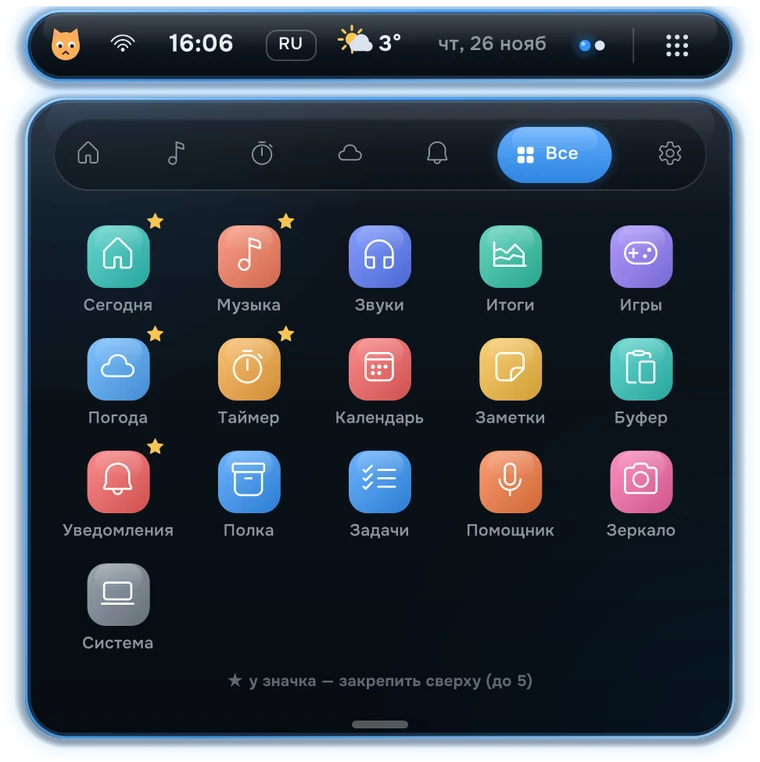 16:06 RU 3° чт, 26 нояб
Все
Сегодня Музыка Звуки Итоги Игры
Погода Таймер Календарь Заметки Буфер
Уведомления Полка Задачи Помощник Зеркало
Система
★ у значка — закрепить сверху (до 5)